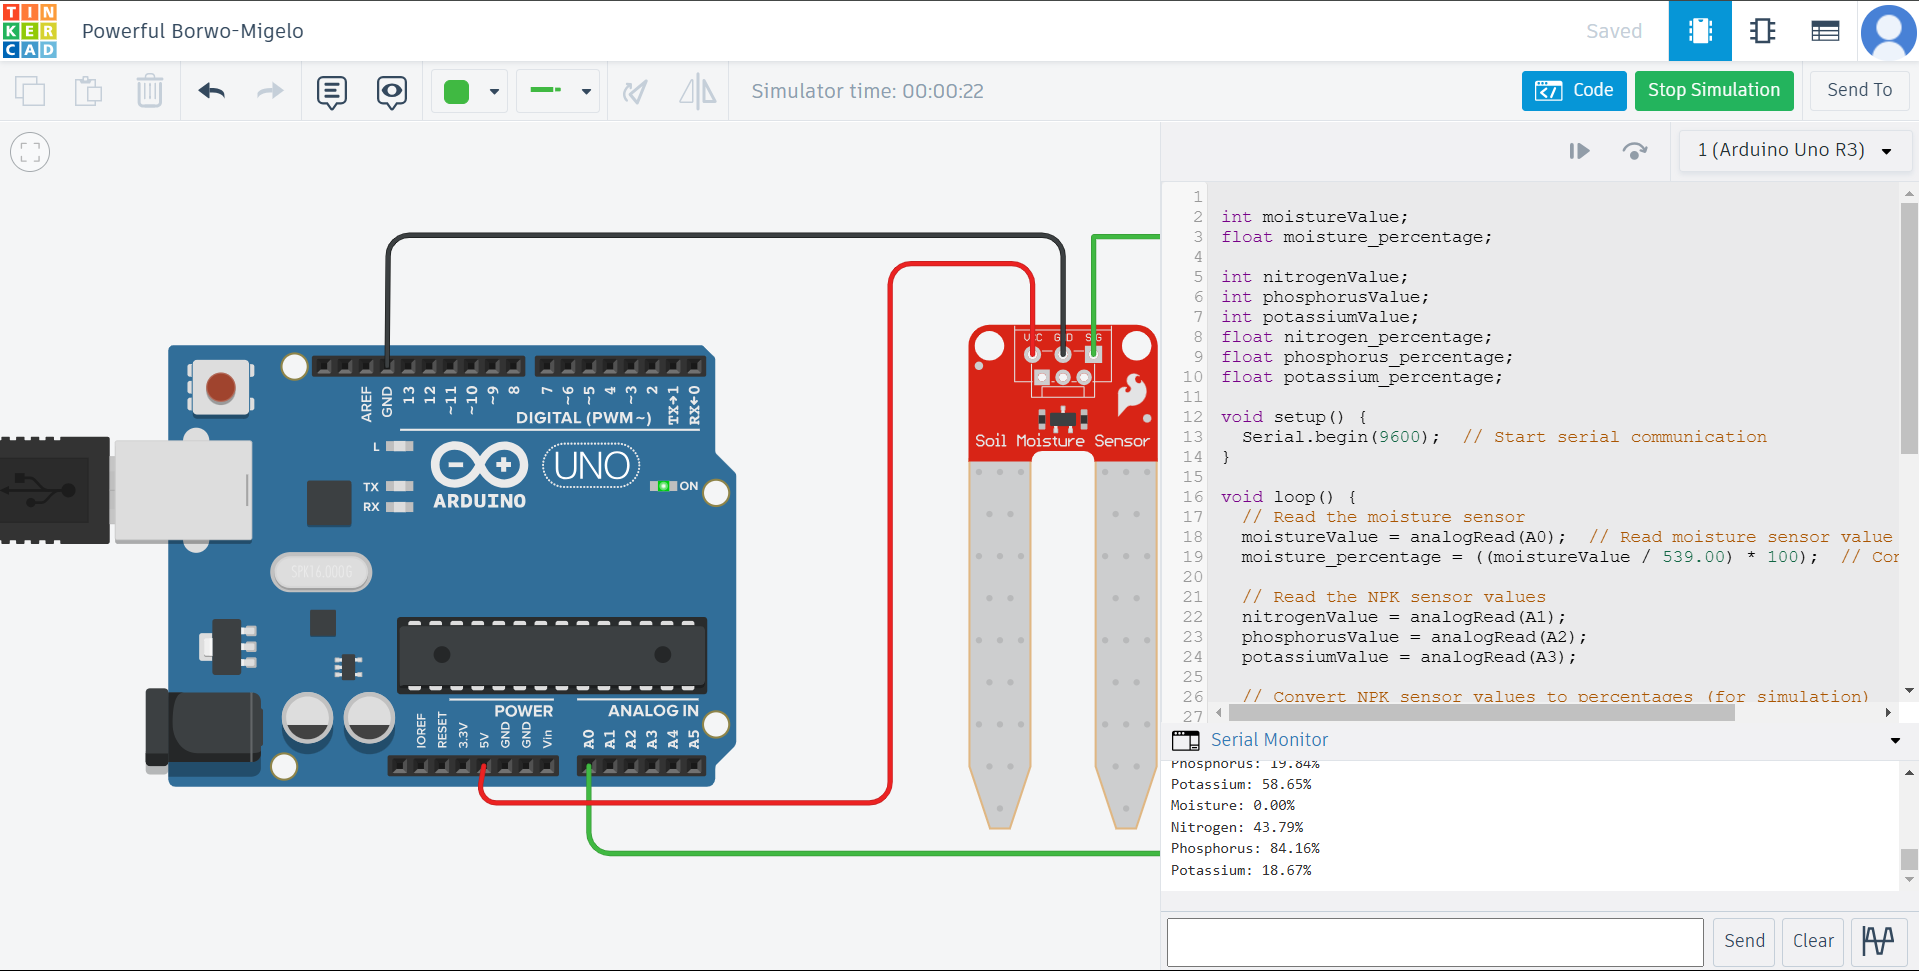 TIN
KER
CAD
Powerful Borwo-Migelo
Saved
Simulator time: 00:00:22
Code
Stop Simulation
Send To
1 (Arduino Uno R3)
1
2 int moistureValue;
3 float moisture_percentage;
4
5 int nitrogenValue;
6 int phosphorusValue;
7 int potassiumValue;
8 float nitrogen_percentage;
9 float phosphorus_percentage;
10 float potassium_percentage;
11
12 void setup() {
13 Serial.begin(9600); // Start serial communication
14 }
15
16 void loop() {
17 // Read the moisture sensor
18 moistureValue = analogRead(A0); // Read moisture sensor value
19 moisture_percentage = ((moistureValue / 539.00) * 100); // Con
20
21 // Read the NPK sensor values
22 nitrogenValue = analogRead(A1);
23 phosphorusValue = analogRead(A2);
24 potassiumValue = analogRead(A3);
25
26 // Convert NPK sensor values to percentages (for simulation)
27
Serial Monitor
Phosphorus: 19.84%
Potassium: 58.65%
Moisture: 0.00%
Nitrogen: 43.79%
Phosphorus: 84.16%
Potassium: 18.67%
Send
Clear
AREF GND 13 12 ~11 ~10 ~9 8 7 ~6 ~5 4 ~3 2 TX→1 RX←0
DIGITAL (PWM~)
L
TX
RX
ARDUINO
UNO
ON
SPK16.000G
POWER
ANALOG IN
IOREF RESET 3.3V 5V GND GND Vin A0 A1 A2 A3 A4 A5
VCC GND SIG
Soil Moisture Sensor